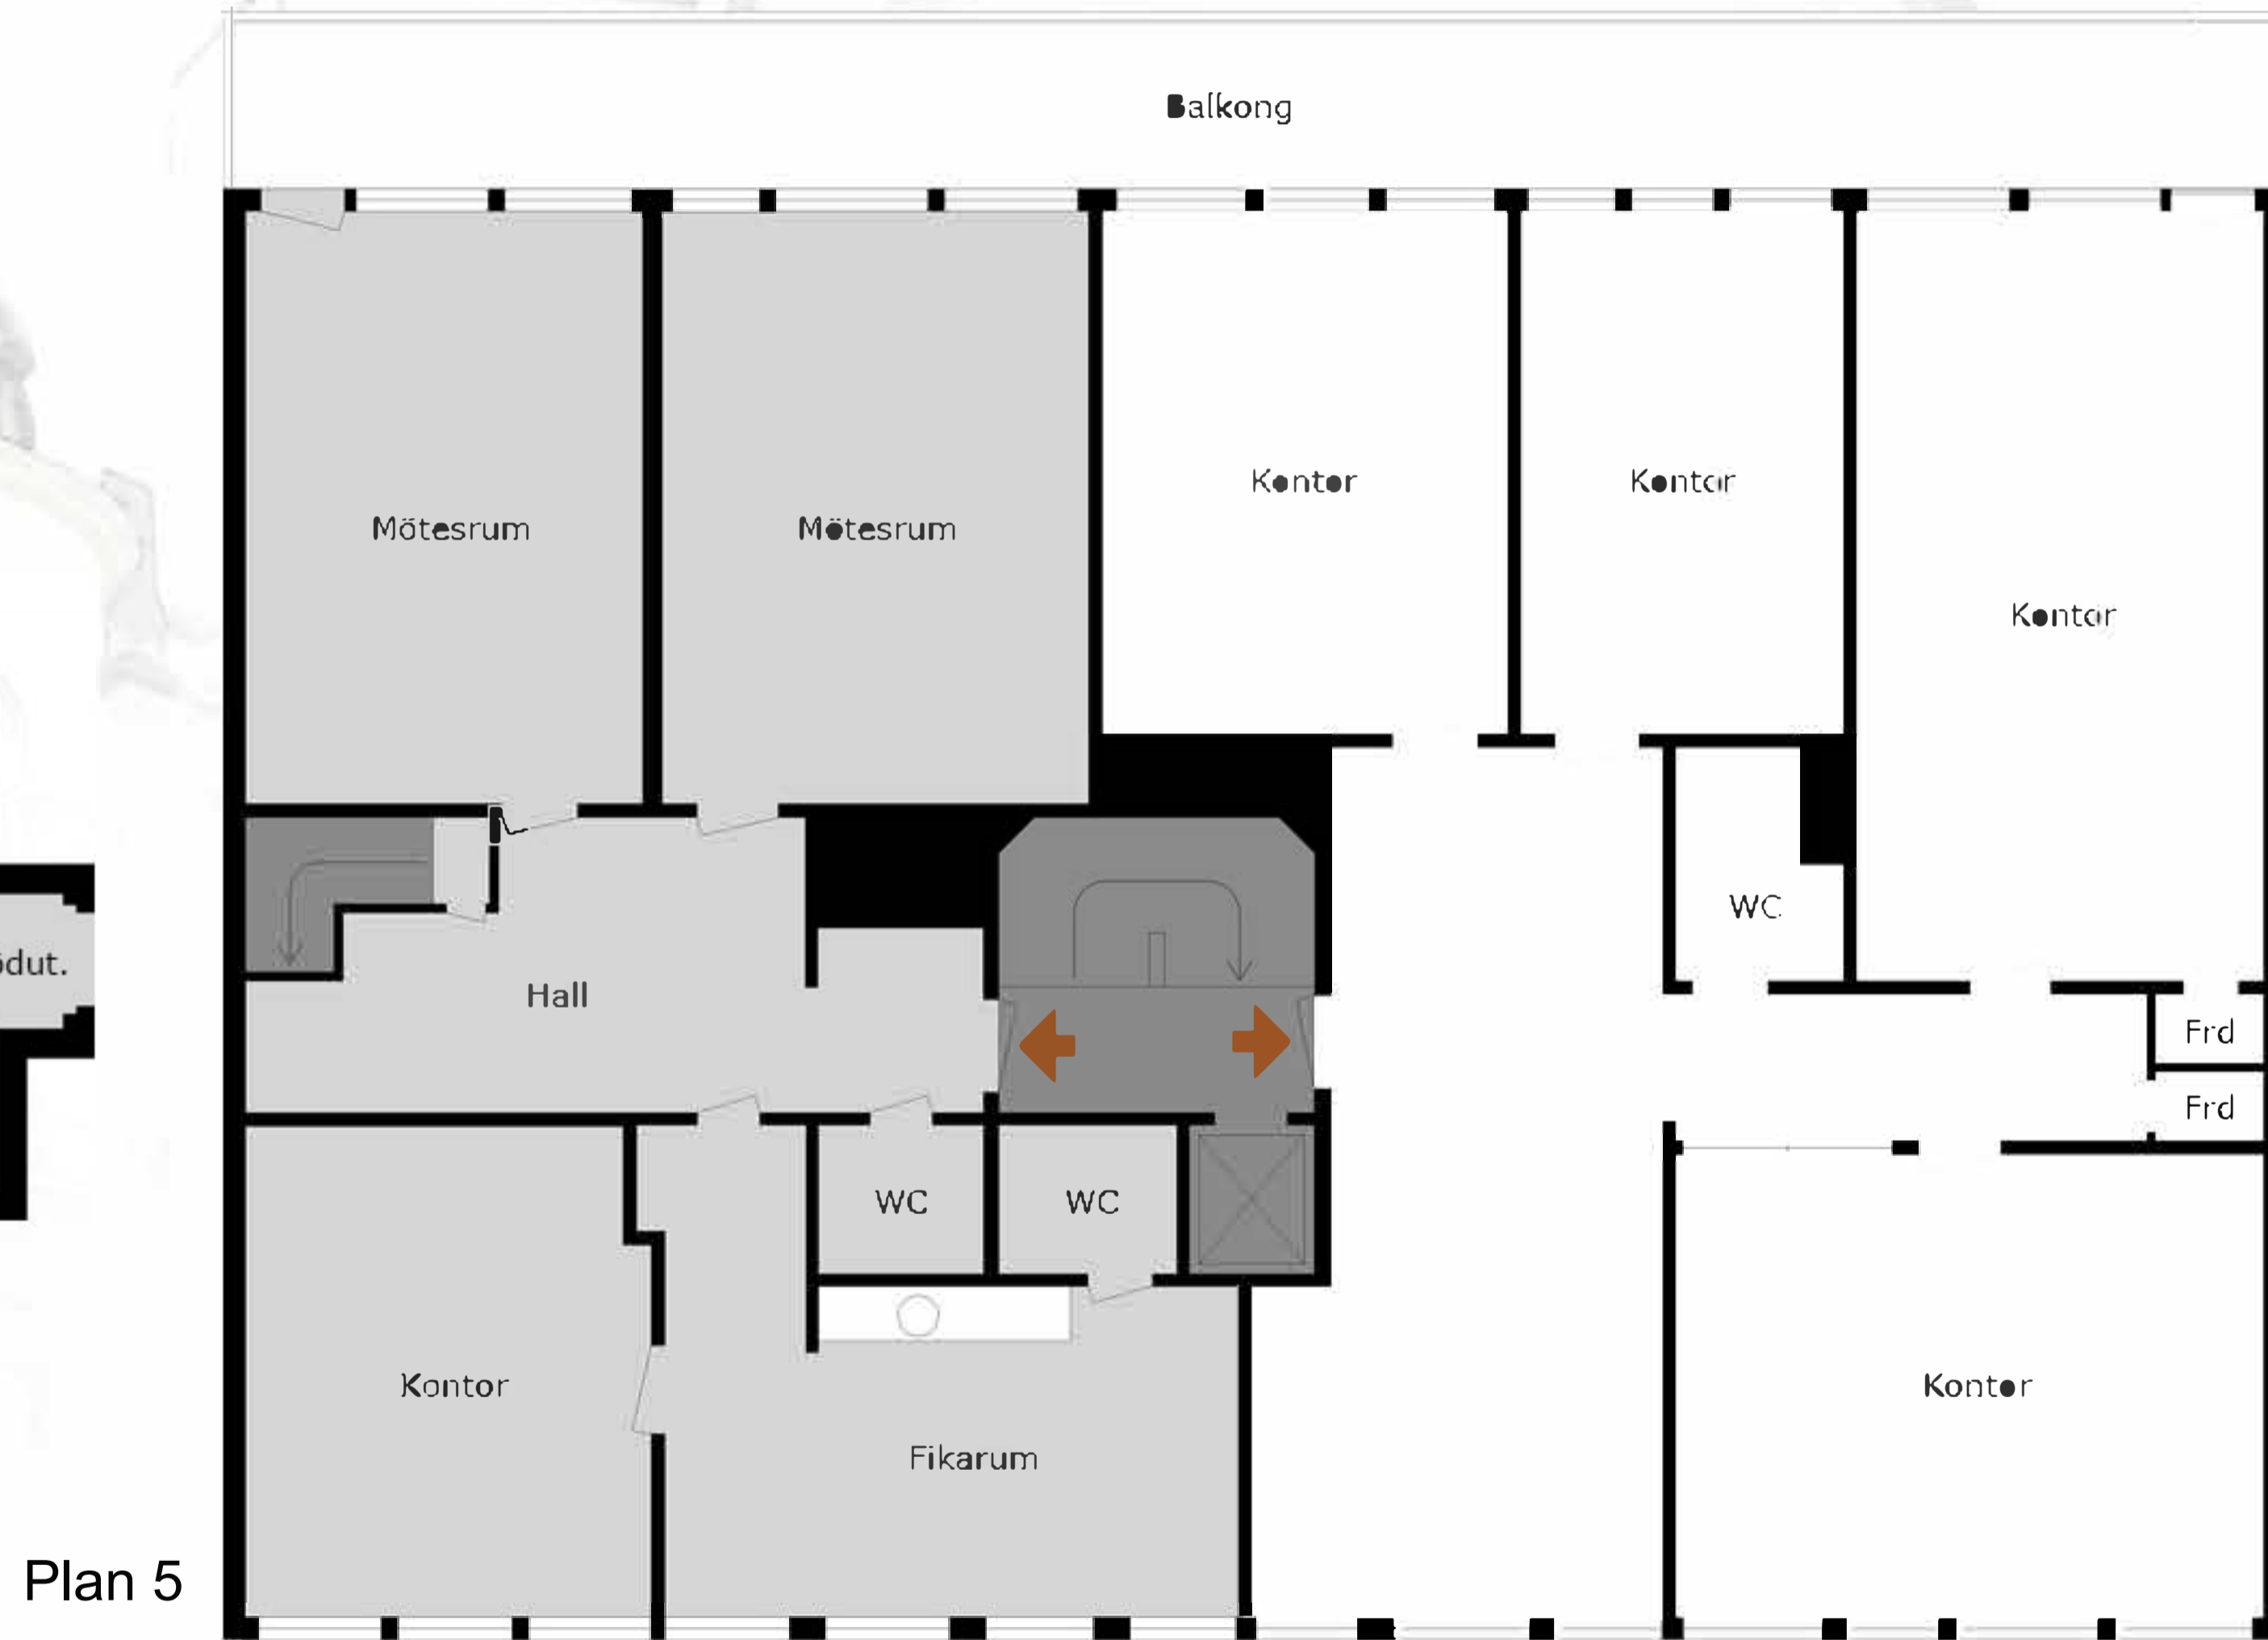 Balkong
Kontor
Kontor
Mötesrum
Mötesrum
Kontor
WC
Hall
Frd
Frd
WC
WC
Kontor
Kontor
Fikarum
Plan 5